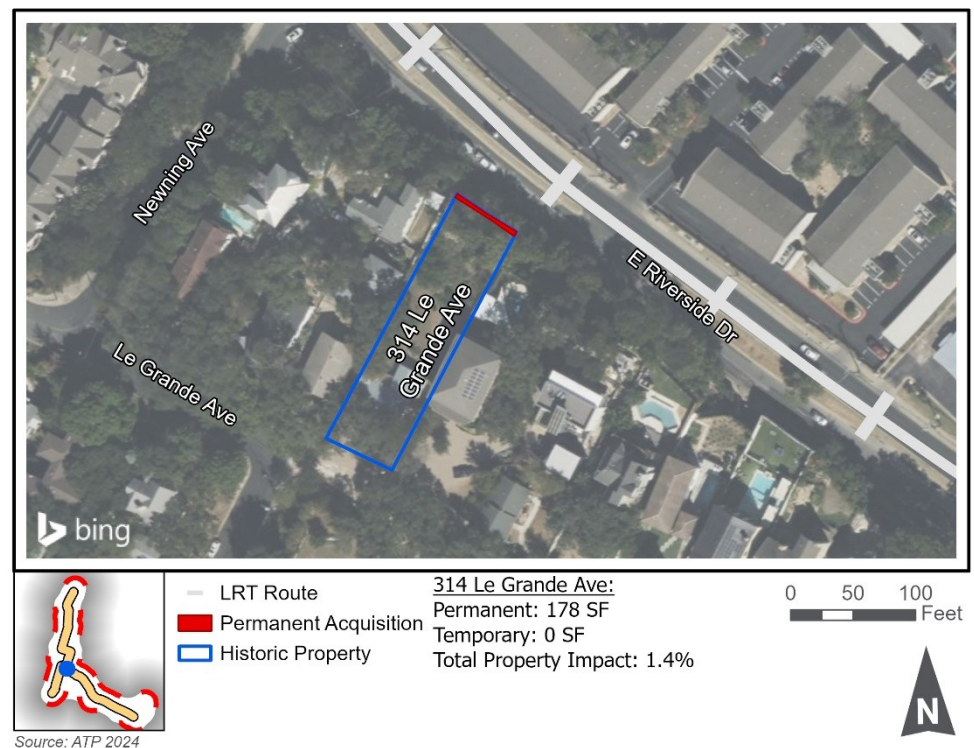 Newning Ave
E Riverside Dr
314 Le
Grande Ave
Le Grande Ave
bing
LRT Route
Permanent Acquisition
Historic Property
314 Le Grande Ave:
Permanent: 178 SF
Temporary: 0 SF
Total Property Impact: 1.4%
0 50 100
Feet
N
Source: ATP 2024